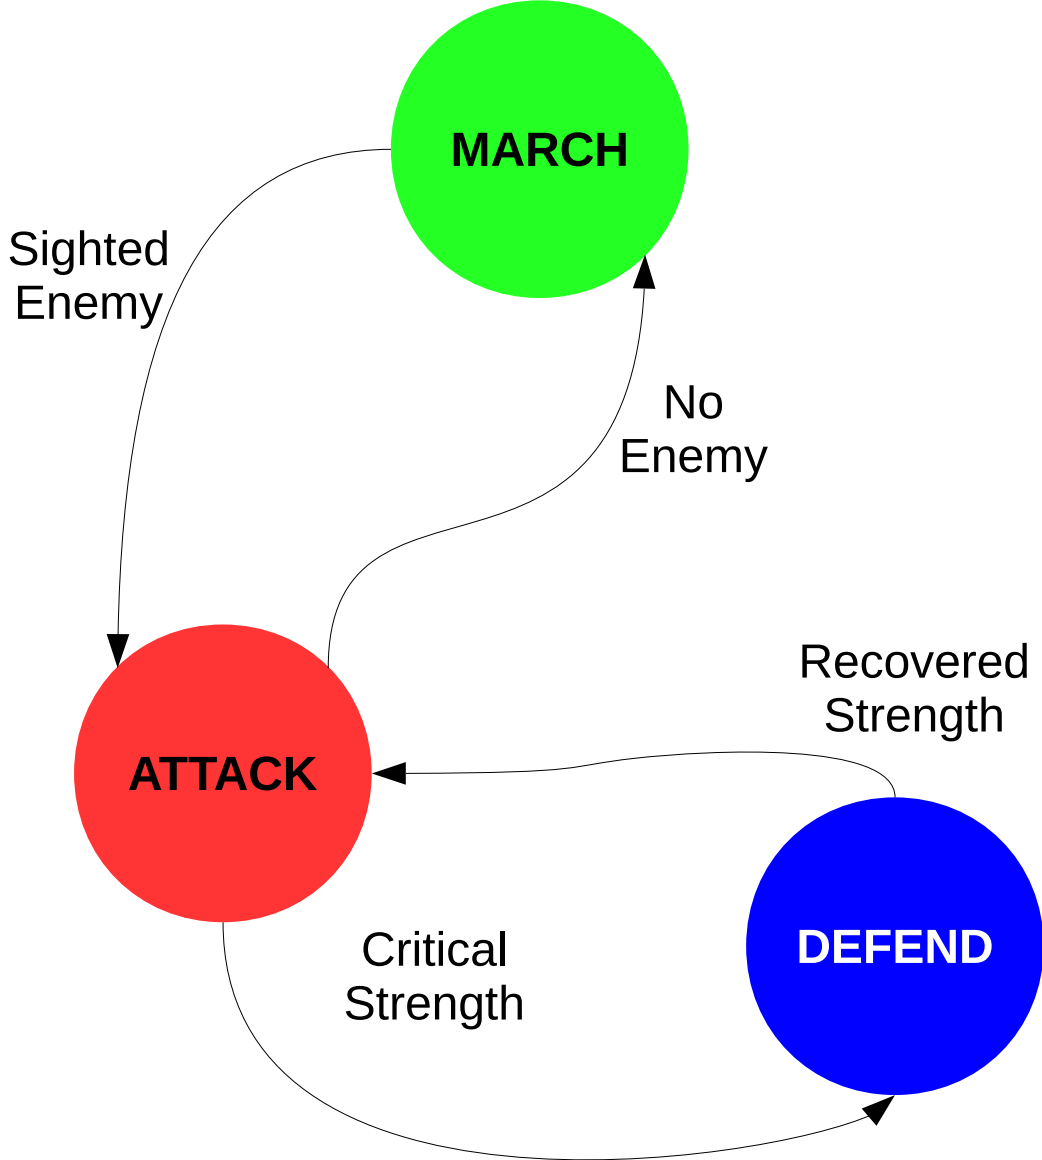 MARCH
Sighted
Enemy
No
Enemy
Recovered
Strength
ATTACK
DEFEND
Critical
Strength